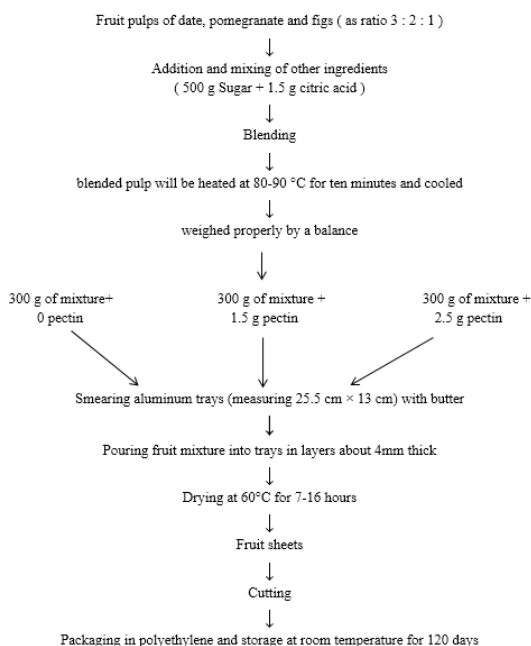 Fruit pulps of date, pomegranate and figs ( as ratio 3 : 2 : 1 )
Addition and mixing of other ingredients
( 500 g Sugar + 1.5 g citric acid )
Blending
blended pulp will be heated at 80-90 °C for ten minutes and cooled
weighed properly by a balance
300 g of mixture+
0 pectin
300 g of mixture +
1.5 g pectin
300 g of mixture +
2.5 g pectin
Smearing aluminum trays (measuring 25.5 cm × 13 cm) with butter
Pouring fruit mixture into trays in layers about 4mm thick
Drying at 60°C for 7-16 hours
Fruit sheets
Cutting
Packaging in polyethylene and storage at room temperature for 120 days